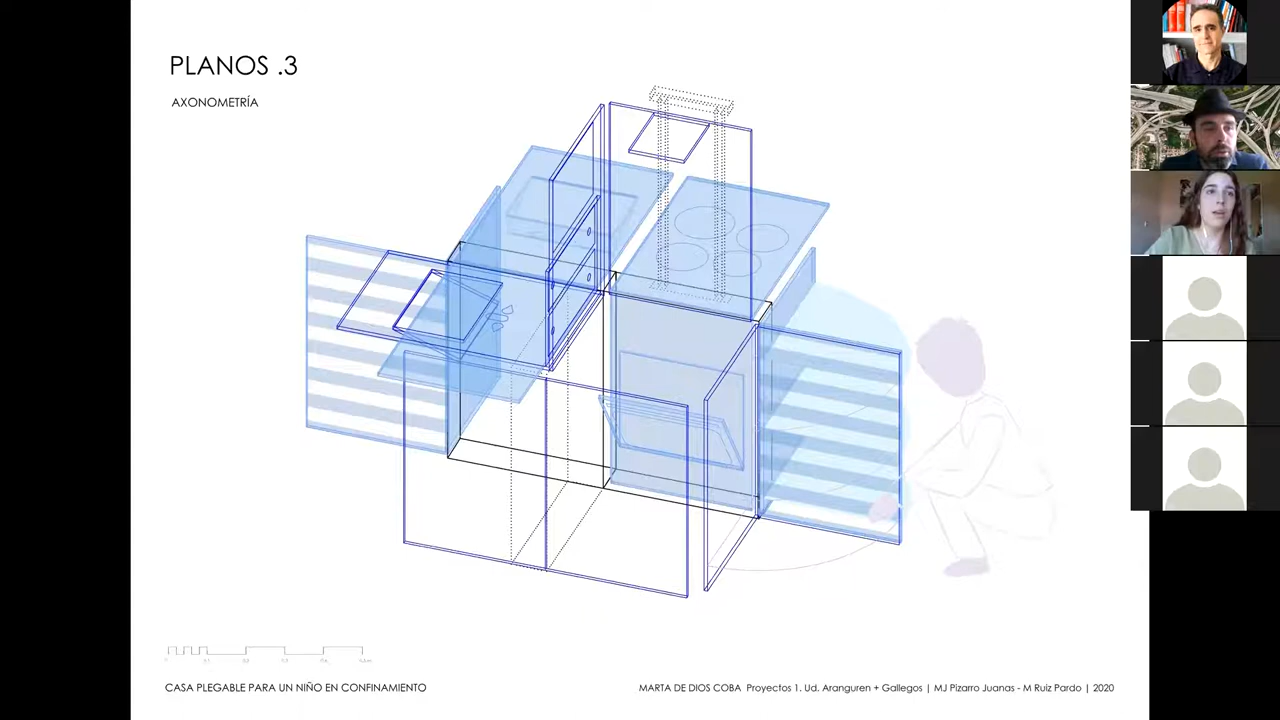 PLANOS .3
AXONOMETRÍA
CASA PLEGABLE PARA UN NIÑO EN CONFINAMIENTO
MARTA DE DIOS COBA Proyectos 1. Ud. Aranguren + Gallegos | MJ Pizarro Juanas - M Ruiz Pardo | 2020